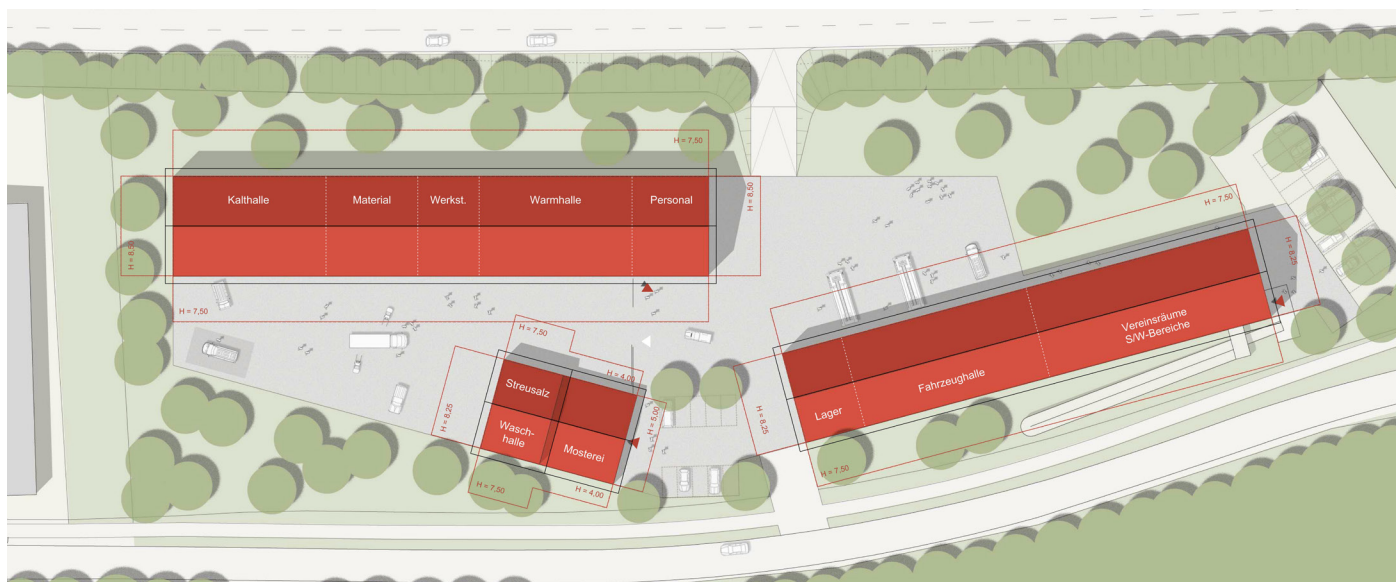 H = 7,50
Kalthalle
Material
Werkst.
Warmhalle
Personal
H = 8,50
H = 8,50
H = 7,50
H = 7,50
H = 8,25
Vereinsräume
S/W-Bereiche
Fahrzeughalle
Lager
H = 8,25
H = 7,50
H = 7,50
H = 4,00
Streusalz
H = 8,25
Wasch-
halle
Mosterei
H = 5,00
H = 7,50
H = 4,00